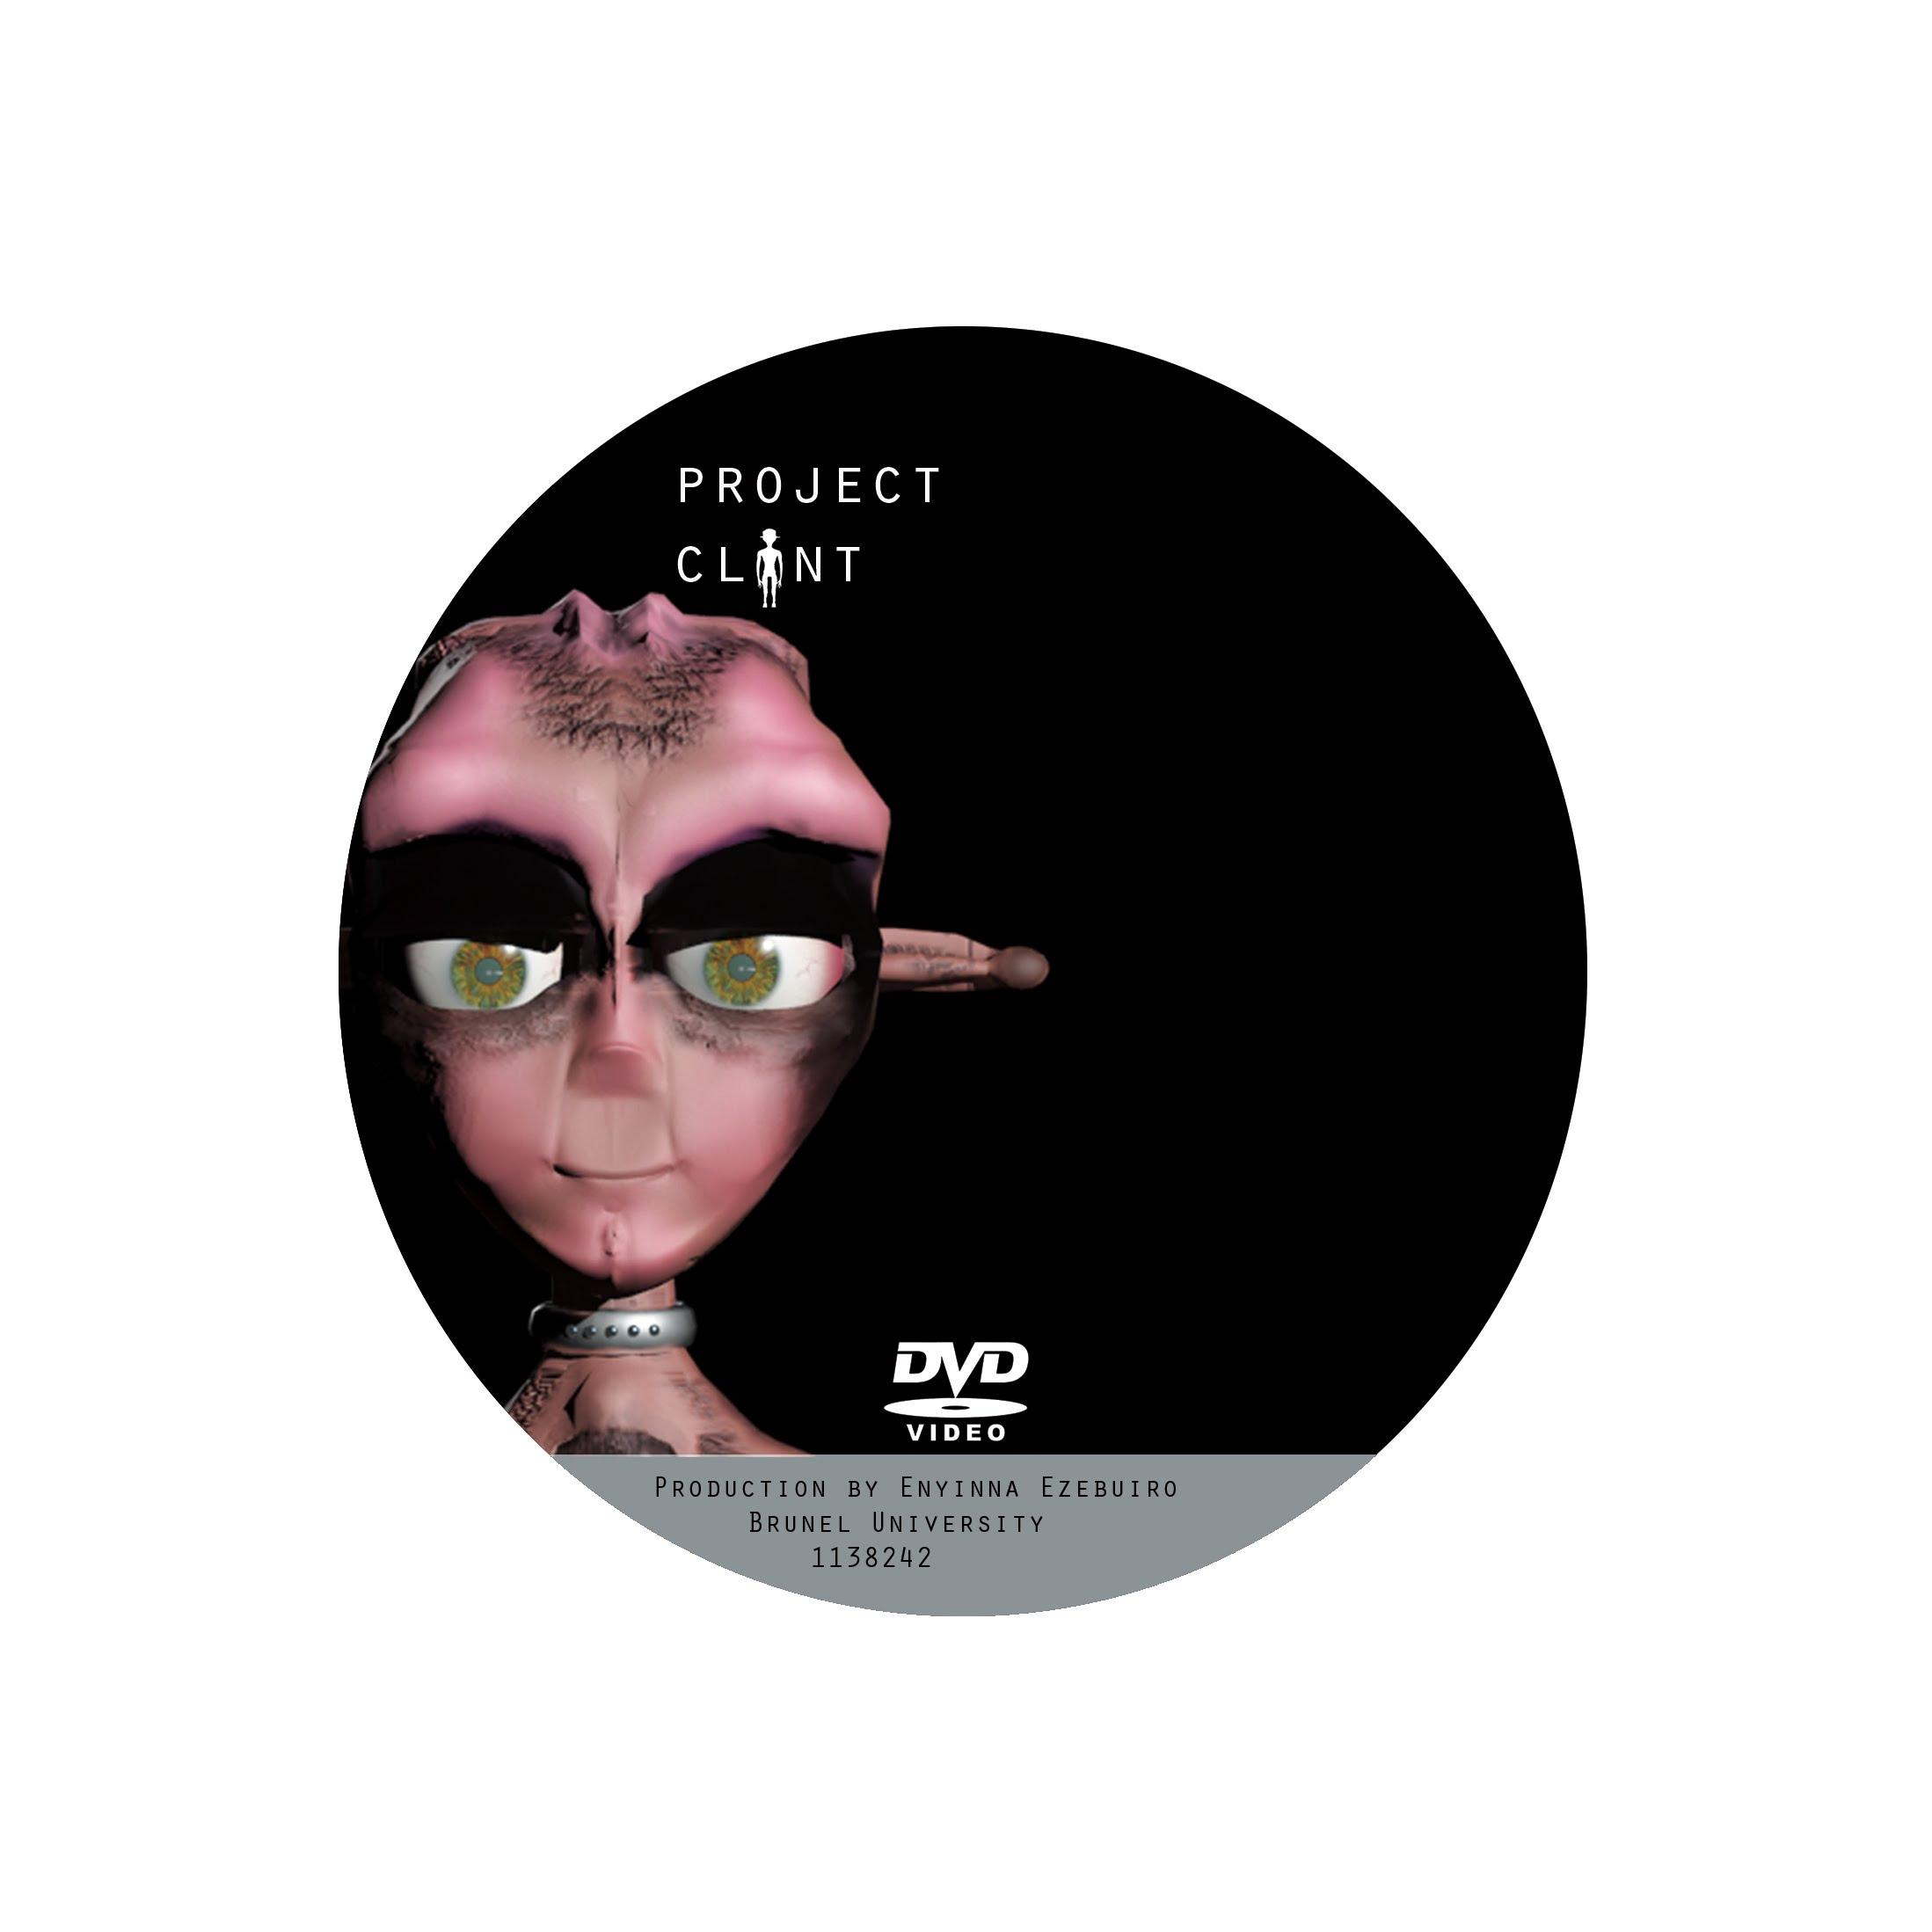 PROJECT
CLINT
DVD
VIDEO
PRODUCTION BY ENYINNA EZEBUIRO
BRUNEL UNIVERSITY
1138242